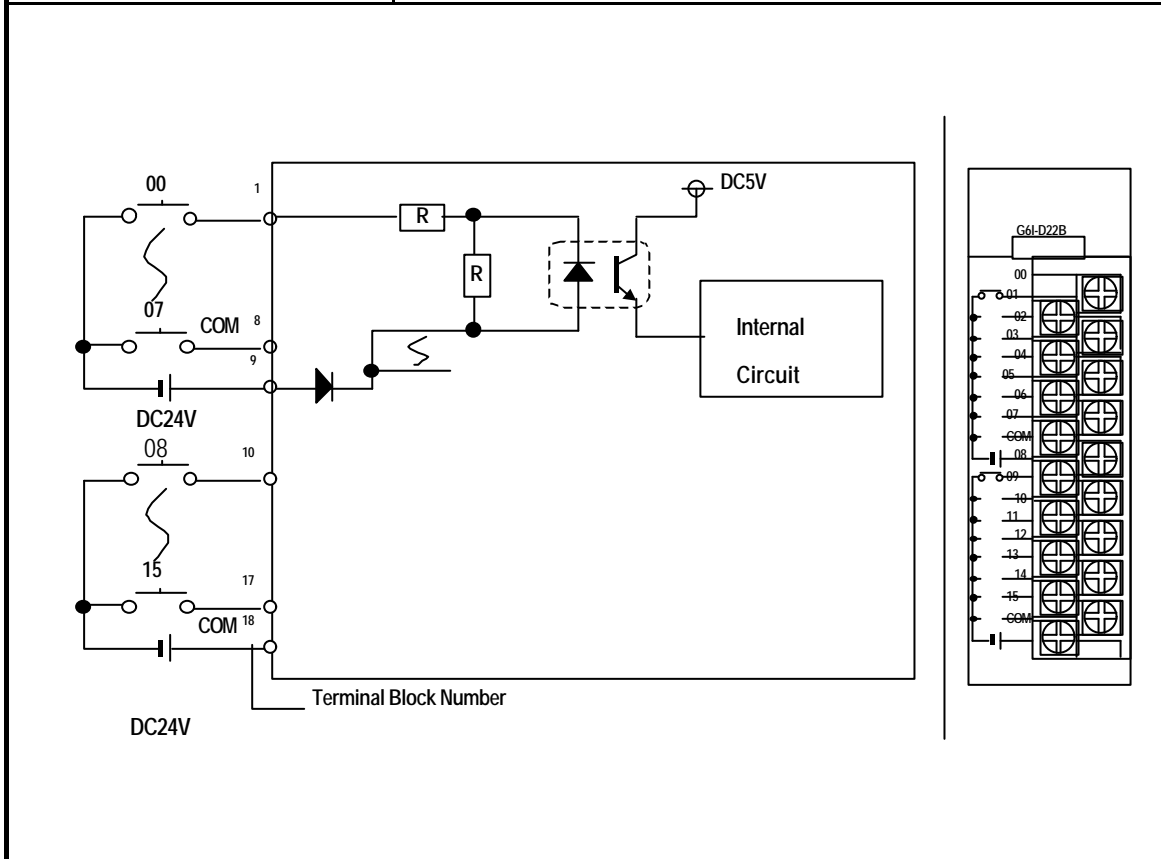 00
1
R
DC5V
R
07
COM
8
9
Internal
Circuit
DC24V
08
10
15
17
COM
18
Terminal Block Number
DC24V
G6I-D22B
00
01
02
03
04
05
06
07
COM
08
09
10
11
12
13
14
15
COM